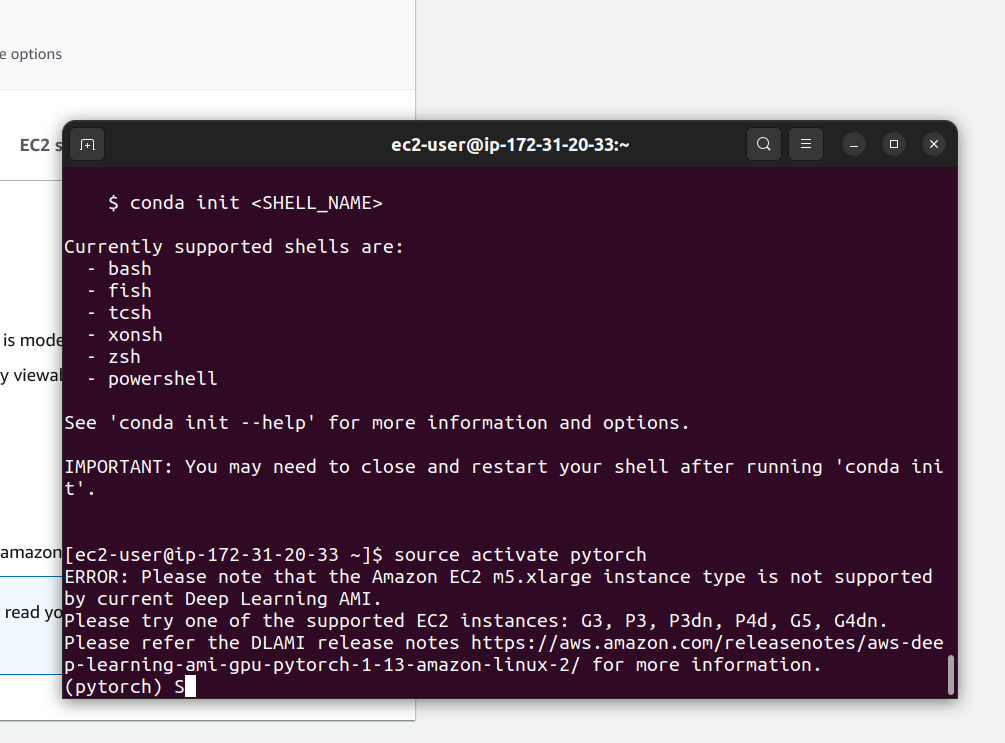 e options
EC2 s
ec2-user@ip-172-31-20-33:~
$ conda init <SHELL_NAME>
Currently supported shells are:
- bash
- fish
- tcsh
- xonsh
- zsh
- powershell
is mode
y viewab
See 'conda init --help' for more information and options.
IMPORTANT: You may need to close and restart your shell after running 'conda ini
t'.
amazon
[ec2-user@ip-172-31-20-33 ~]$ source activate pytorch
ERROR: Please note that the Amazon EC2 m5.xlarge instance type is not supported
by current Deep Learning AMI.
read yo
Please try one of the supported EC2 instances: G3, P3, P3dn, P4d, G5, G4dn.
Please refer the DLAMI release notes https://aws.amazon.com/releasenotes/aws-dee
p-learning-ami-gpu-pytorch-1-13-amazon-linux-2/ for more information.
(pytorch) S